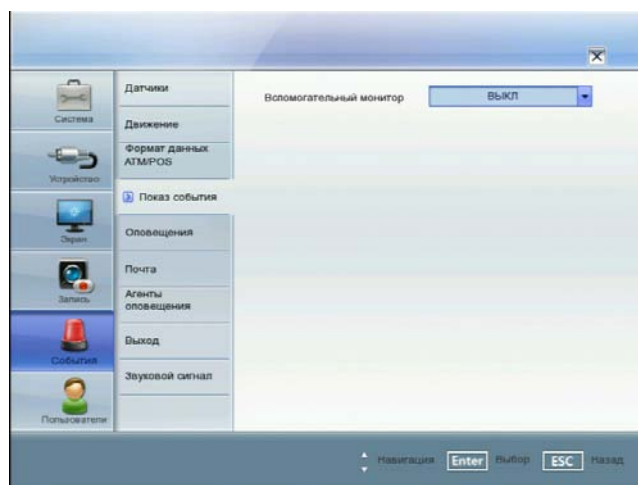 Система
Устройство
Экран
Запись
События
Пользователи
Датчики
Движение
Формат данных
ATM/POS
Показ события
Оповещения
Почта
Агенты
оповещения
Выход
Звуковой сигнал
Вспомогательный монитор ВЫКЛ
Навигация Enter Выбор ESC Назад